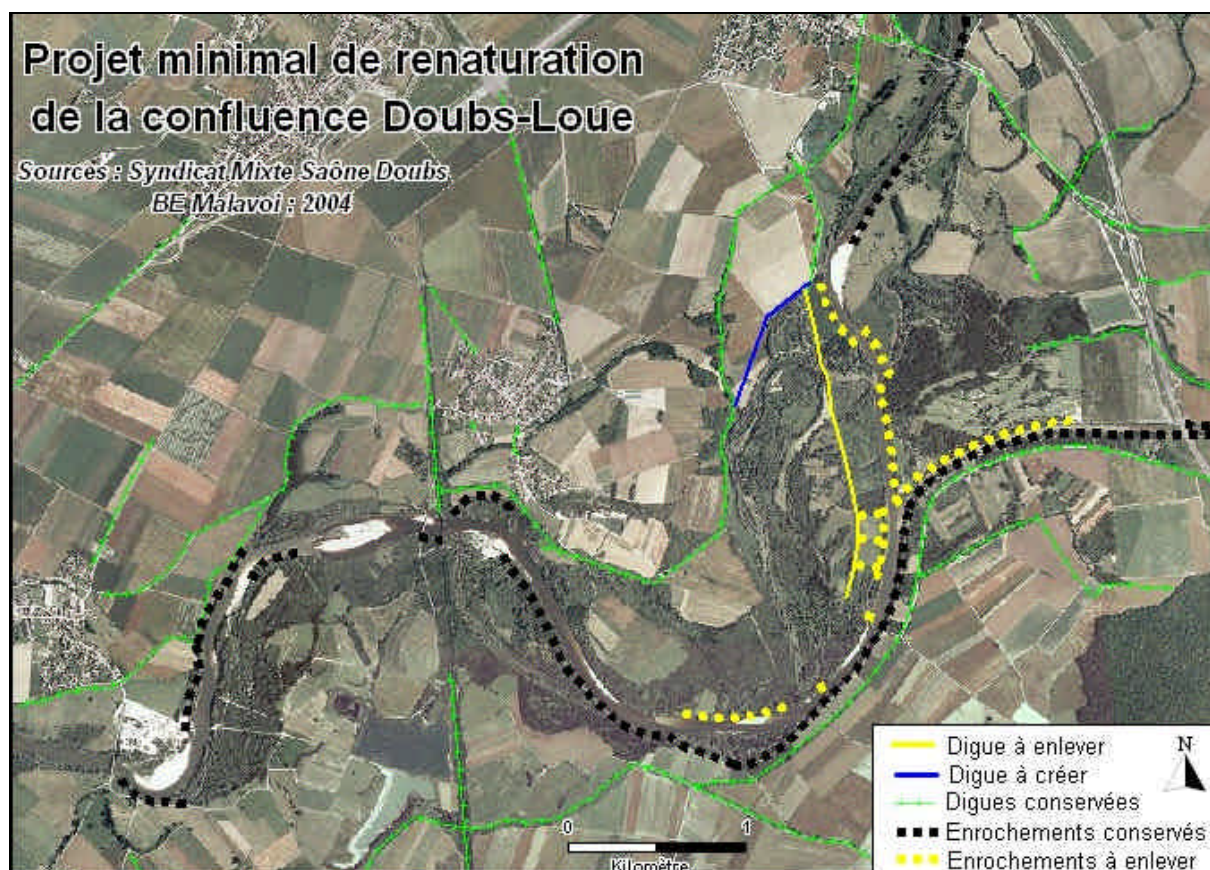 Projet minimal de renaturation
de la confluence Doubs-Loue
Sources : Syndicat Mixte Saône Doubs
BE Malavoi : 2004
Digue à enlever
Digue à créer
Digues conservées
Enrochements conservés
Enrochements à enlever
N
0 1
Kilomètre